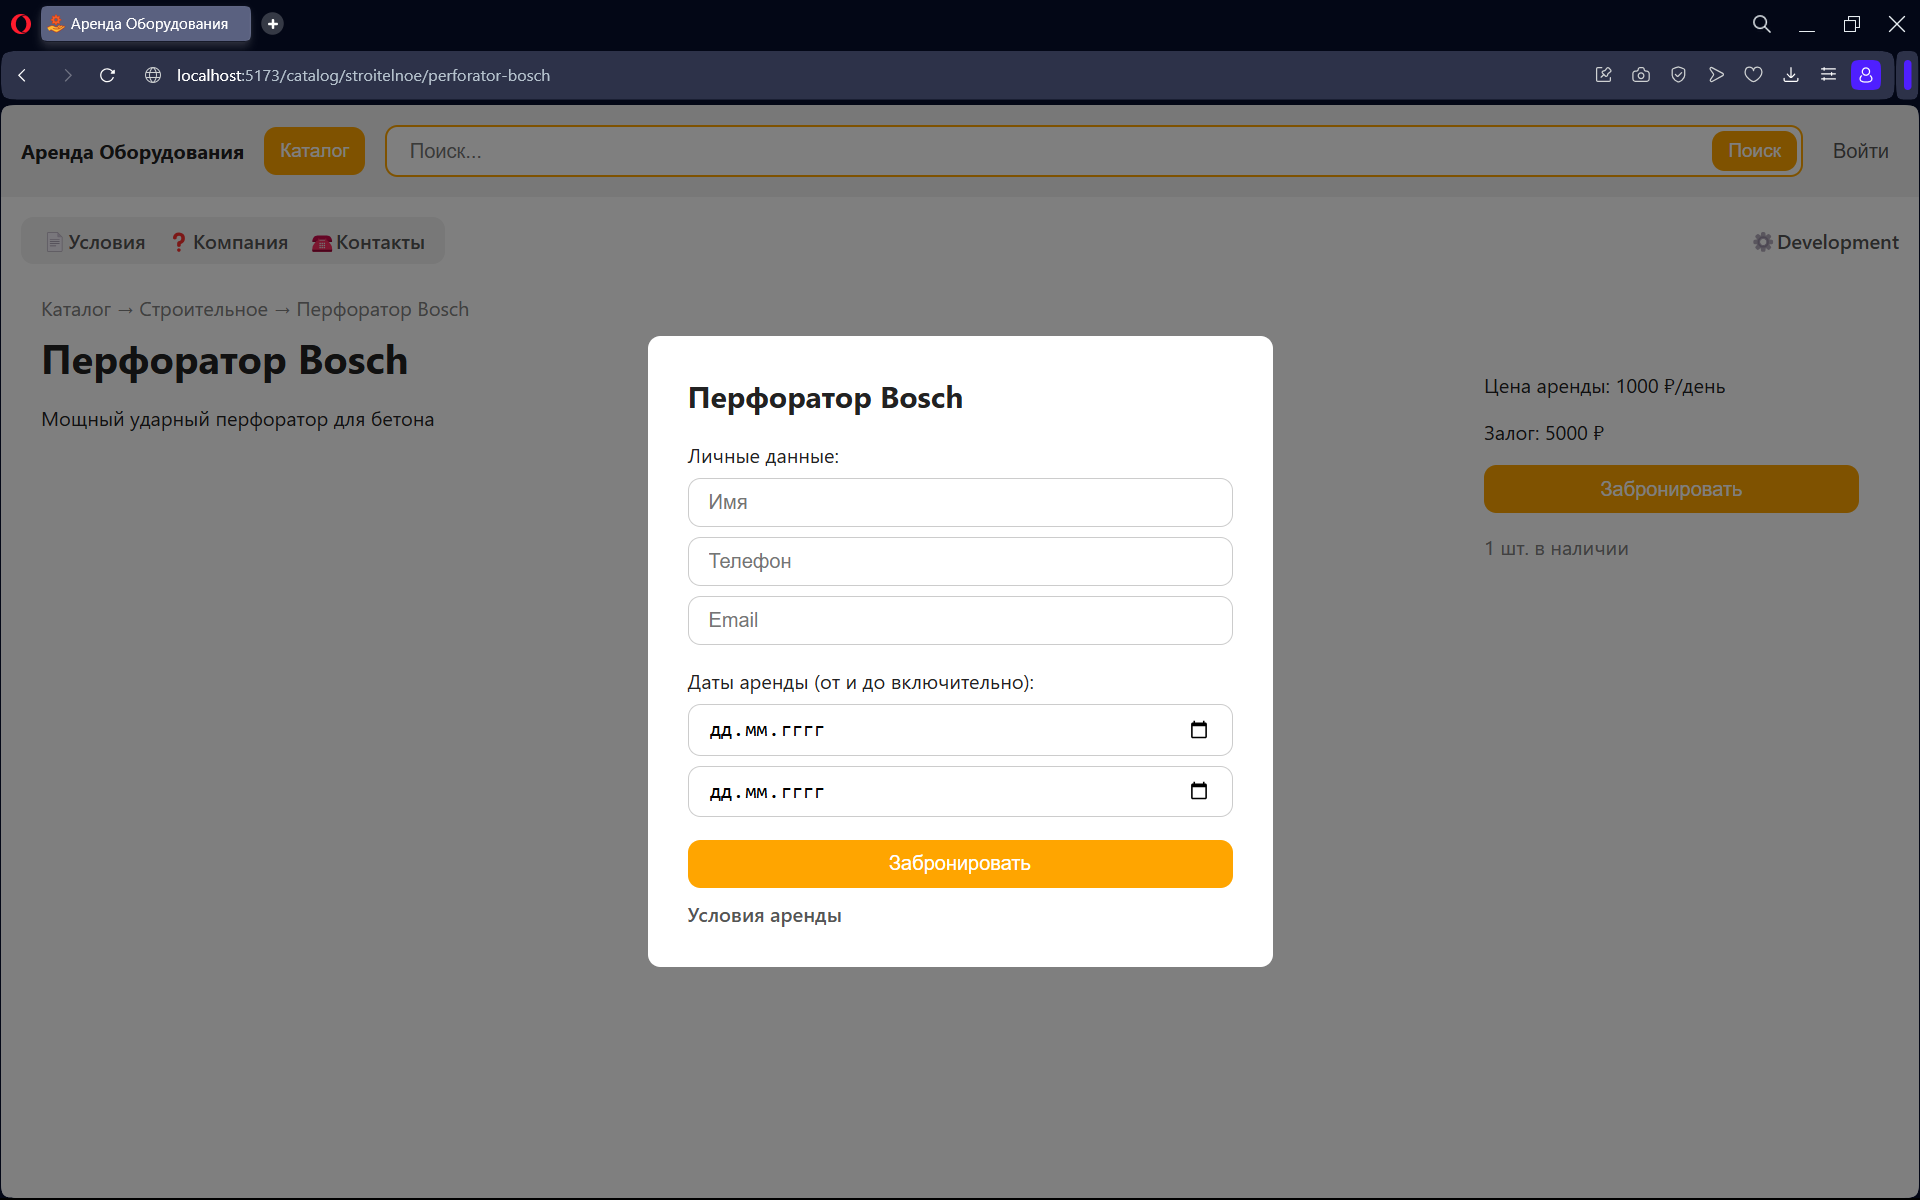 Аренда Оборудования
localhost:5173/catalog/stroitelnoe/perforator-bosch
Аренда Оборудования
Каталог
Поиск...
Поиск
Войти
Условия
Компания
Контакты
Development
Каталог → Строительное → Перфоратор Bosch
Перфоратор Bosch
Мощный ударный перфоратор для бетона
Цена аренды: 1000 ₽/день
Залог: 5000 ₽
Забронировать
1 шт. в наличии
Перфоратор Bosch
Личные данные:
Имя
Телефон
Email
Даты аренды (от и до включительно):
дд.мм.гггг
дд.мм.гггг
Забронировать
Условия аренды